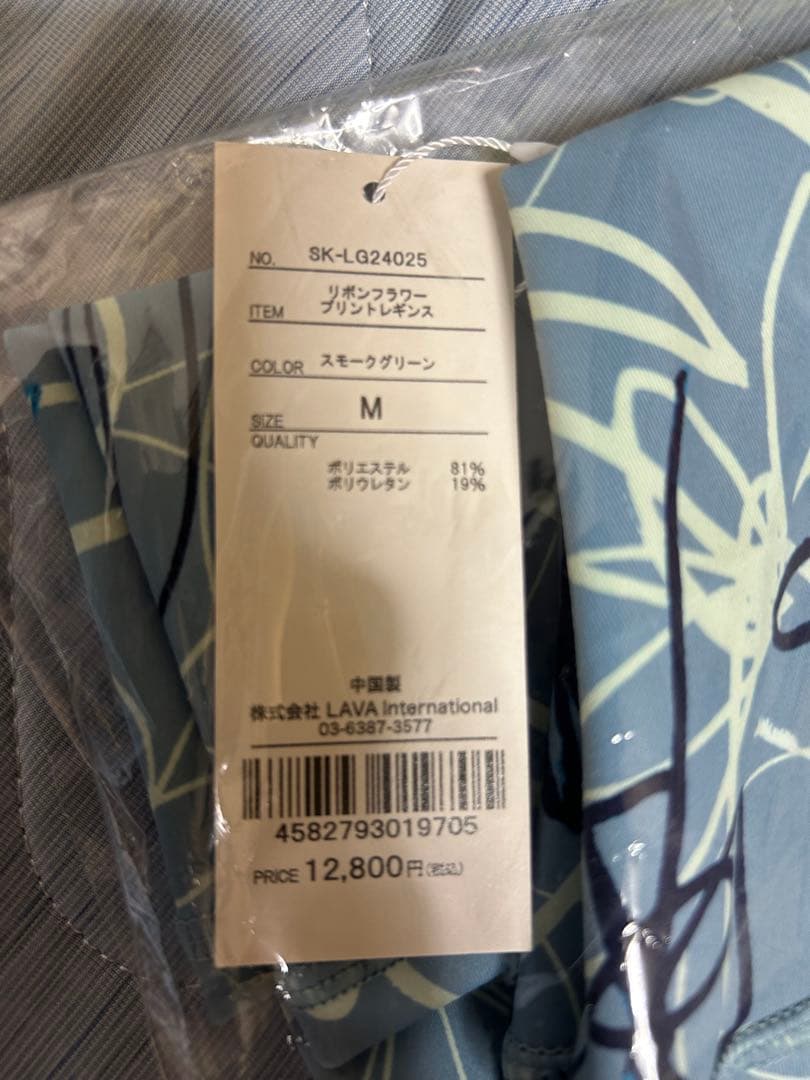 NO. SK-LG24025
リボンフラワー
ITEM プリントレギンス
COLOR スモークグリーン
SIZE M
QUALITY
ポリエステル 81%
ポリウレタン 19%
中国製
株式会社 LAVA International
03-6387-3577
4582793019705
PRICE 12,800円(税込)